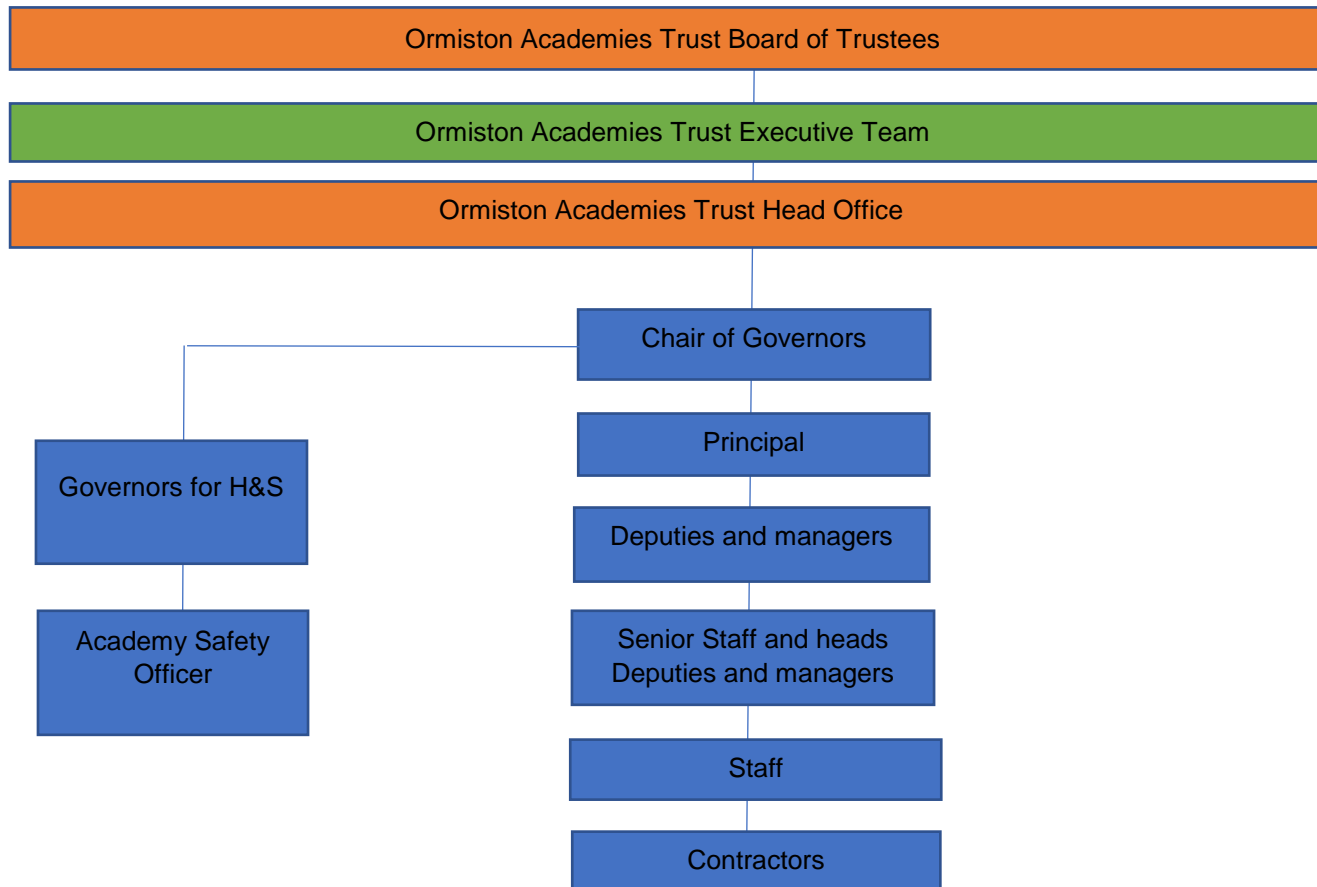 Ormiston Academies Trust Board of Trustees
Ormiston Academies Trust Executive Team
Ormiston Academies Trust Head Office
Chair of Governors
Principal
Governors for H&S
Deputies and managers
Academy Safety
Officer
Senior Staff and heads
Deputies and managers
Staff
Contractors